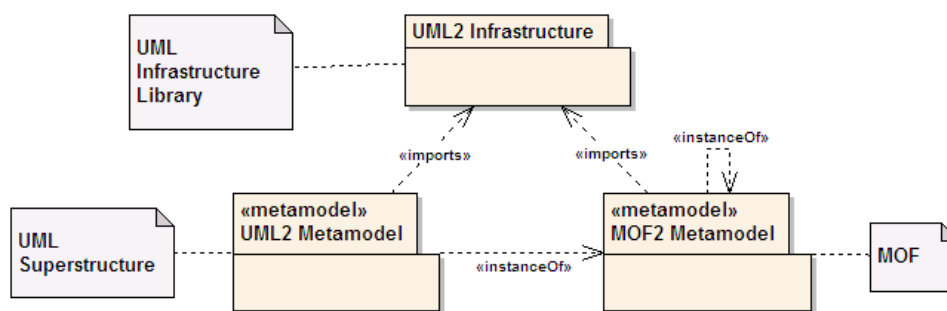 UML2 Infrastructure
UML
Infrastructure
Library
«instanceOf»
«imports»
«imports»
«metamodel»
UML2 Metamodel
«metamodel»
MOF2 Metamodel
UML
Superstructure
«instanceOf»
MOF